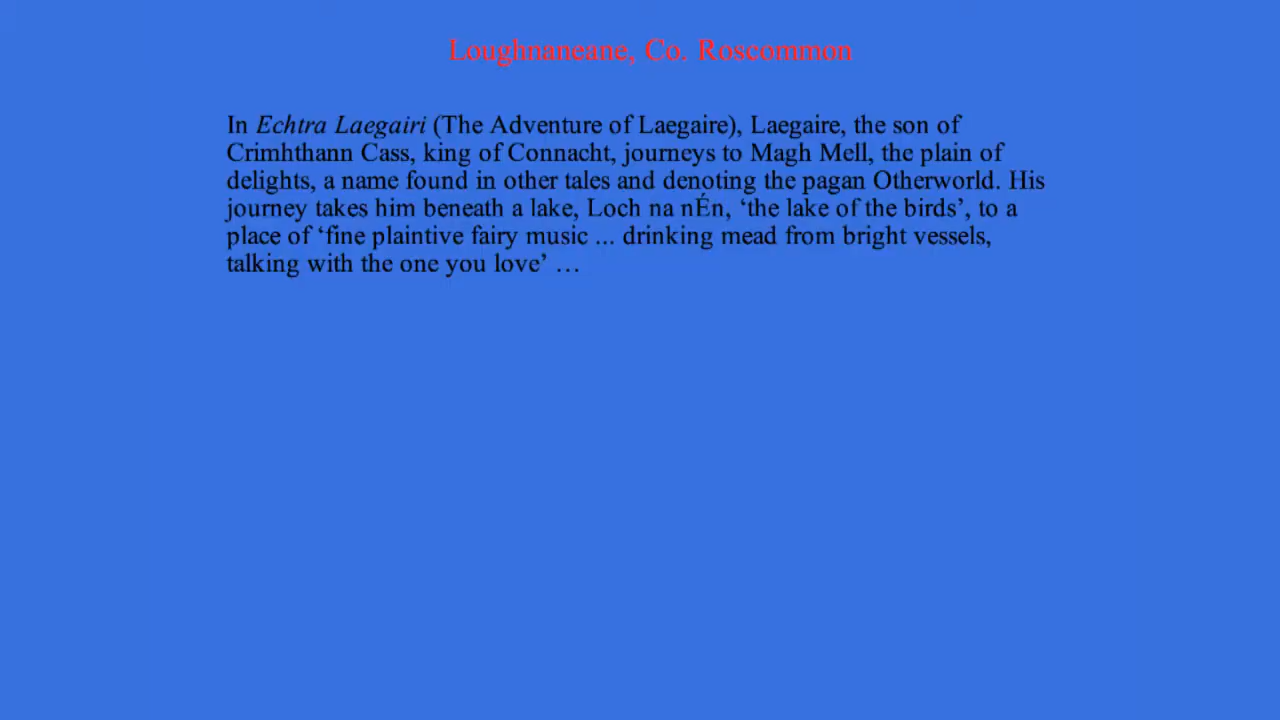 Loughnaneane, Co. Roscommon
In Echtra Laegairi (The Adventure of Laegaire), Laegaire, the son of
Crimhthann Cass, king of Connacht, journeys to Magh Mell, the plain of
delights, a name found in other tales and denoting the pagan Otherworld. His
journey takes him beneath a lake, Loch na nÉn, ‘the lake of the birds’, to a
place of ‘fine plaintive fairy music ... drinking mead from bright vessels,
talking with the one you love’ …